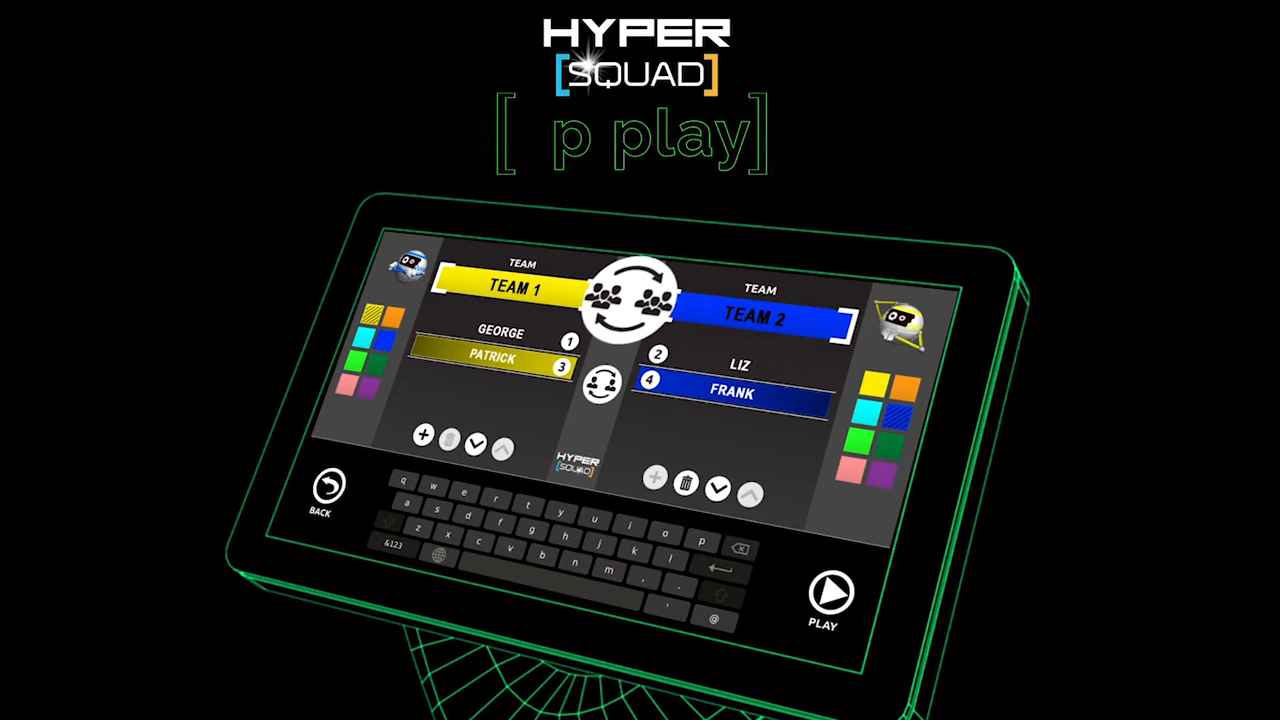 HYPER
[SQUAD]
[ p play]
TEAM
TEAM 1
GEORGE 1
PATRICK 3
TEAM
TEAM 2
2 LIZ
4 FRANK
HYPER
[SQUAD]
BACK
q w e r t y u i o p
a s d f g h j k l
z x c v b n m , .
&123 ' @
PLAY